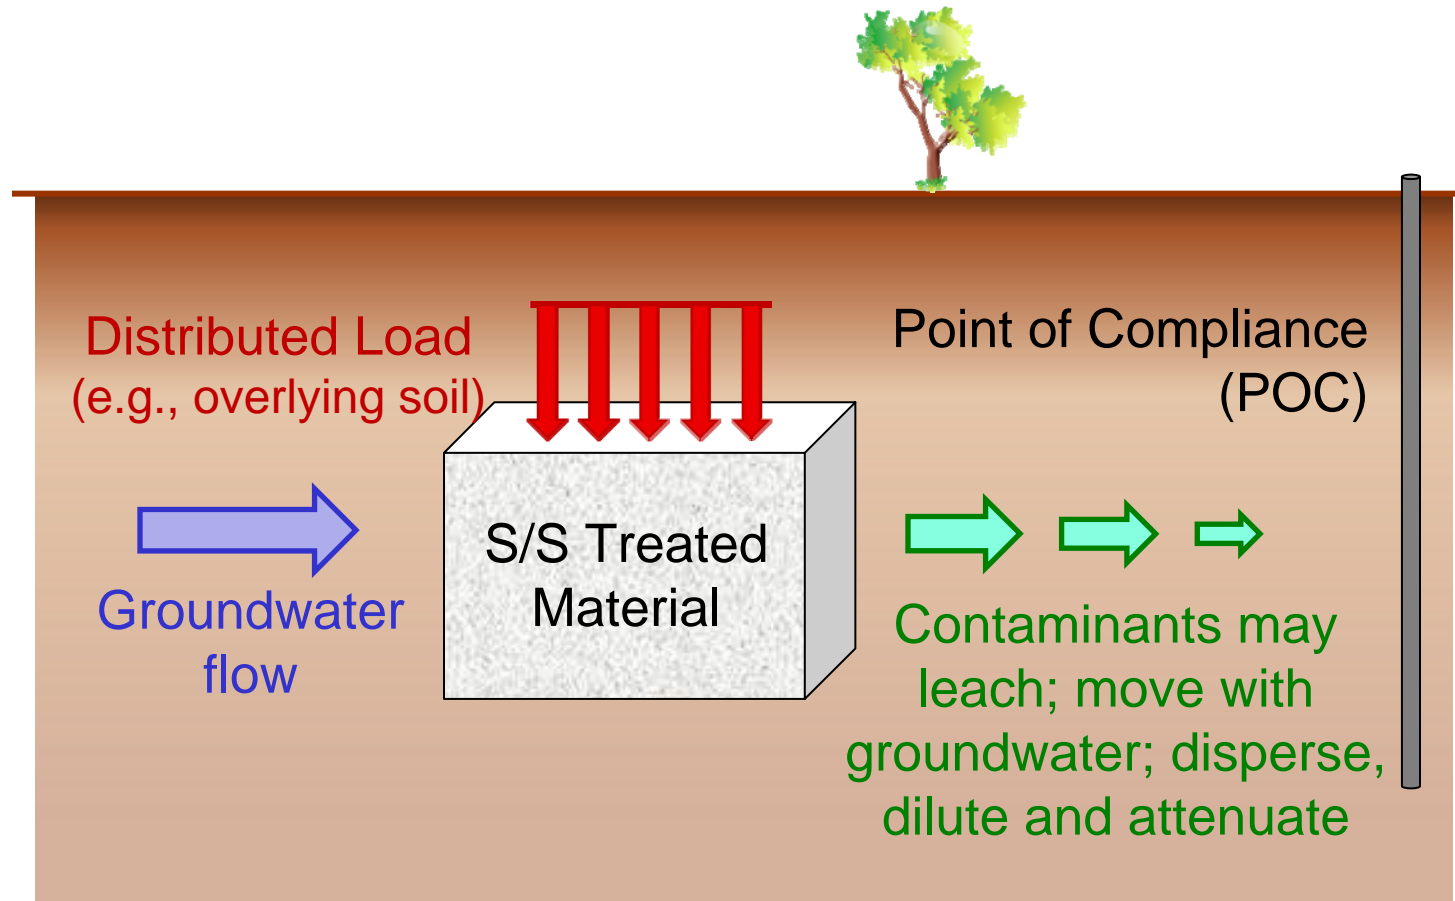 Distributed Load
(e.g., overlying soil)
Groundwater
flow
S/S Treated
Material
Point of Compliance
(POC)
Contaminants may
leach; move with
groundwater; disperse,
dilute and attenuate